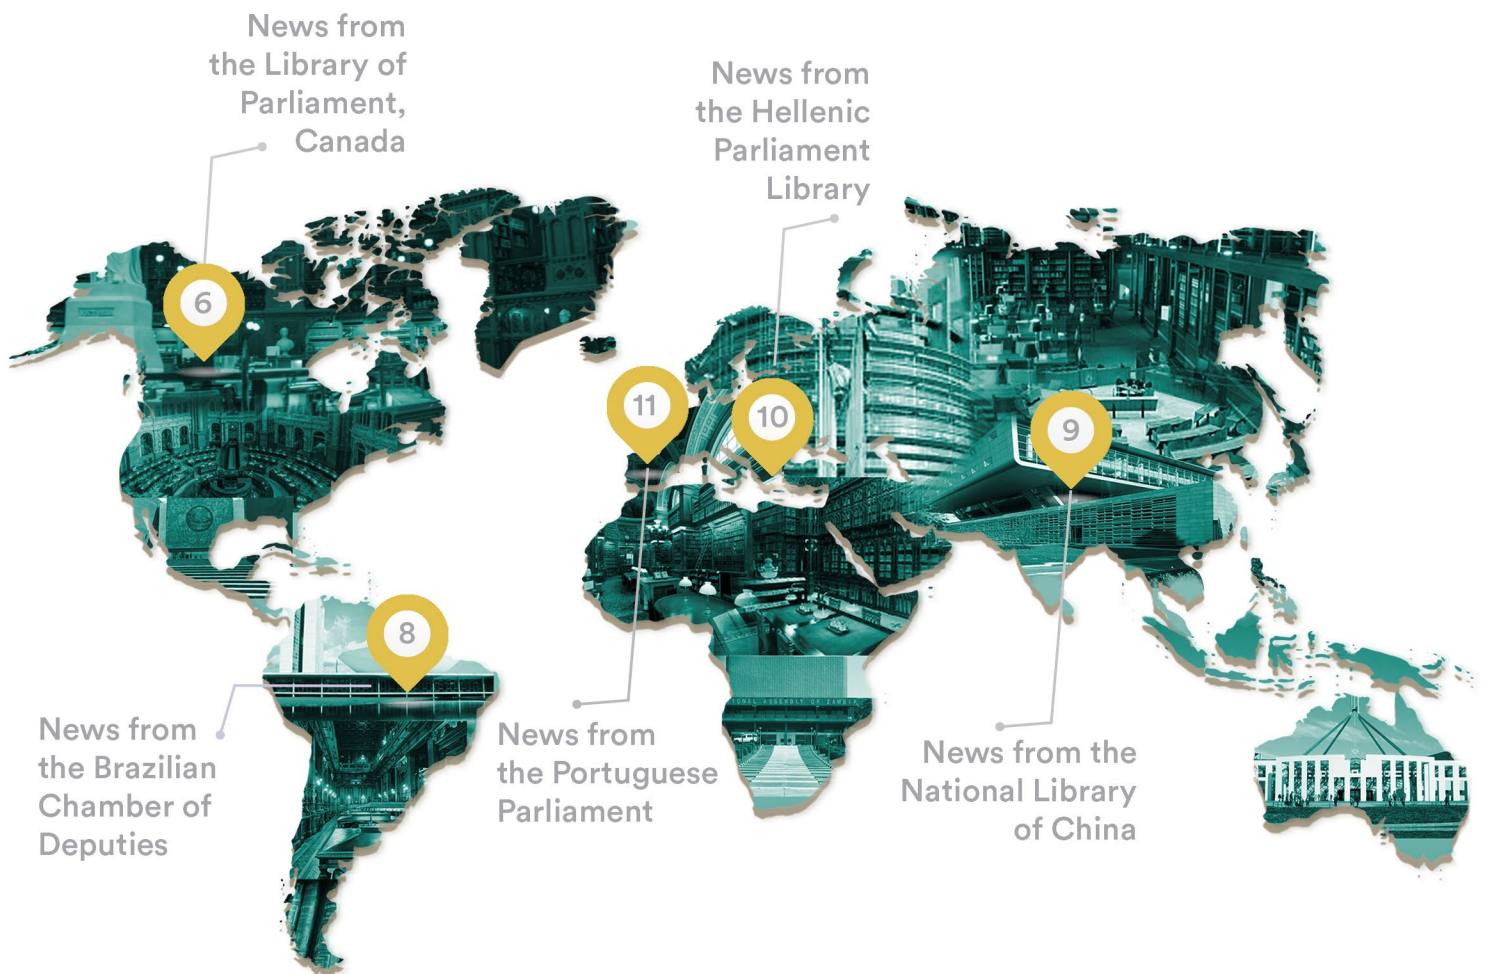 News from
the Library of
Parliament,
Canada
News from
the Hellenic
Parliament
Library
6
11
10
9
8
News from
the Brazilian
Chamber of
Deputies
News from
the Portuguese
Parliament
News from the
National Library
of China